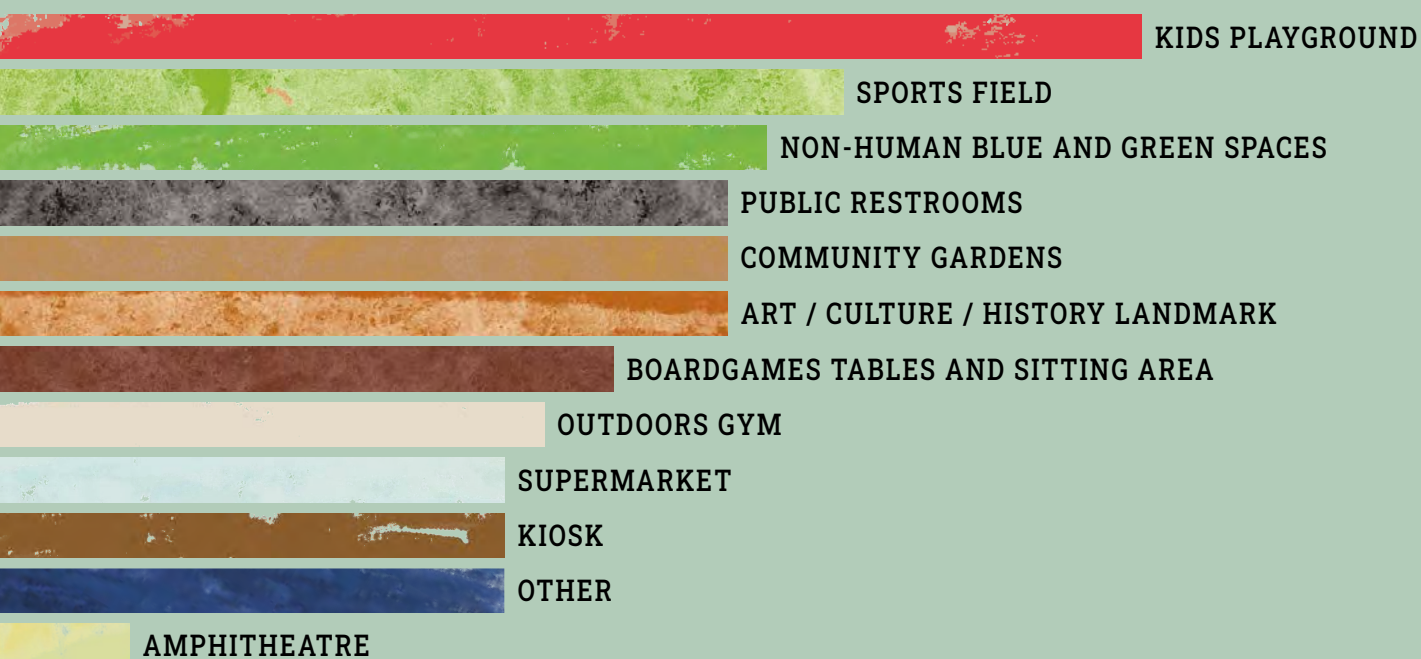 KIDS PLAYGROUND
SPORTS FIELD
NON-HUMAN BLUE AND GREEN SPACES
PUBLIC RESTROOMS
COMMUNITY GARDENS
ART / CULTURE / HISTORY LANDMARK
BOARDGAMES TABLES AND SITTING AREA
OUTDOORS GYM
SUPERMARKET
KIOSK
OTHER
AMPHITHEATRE